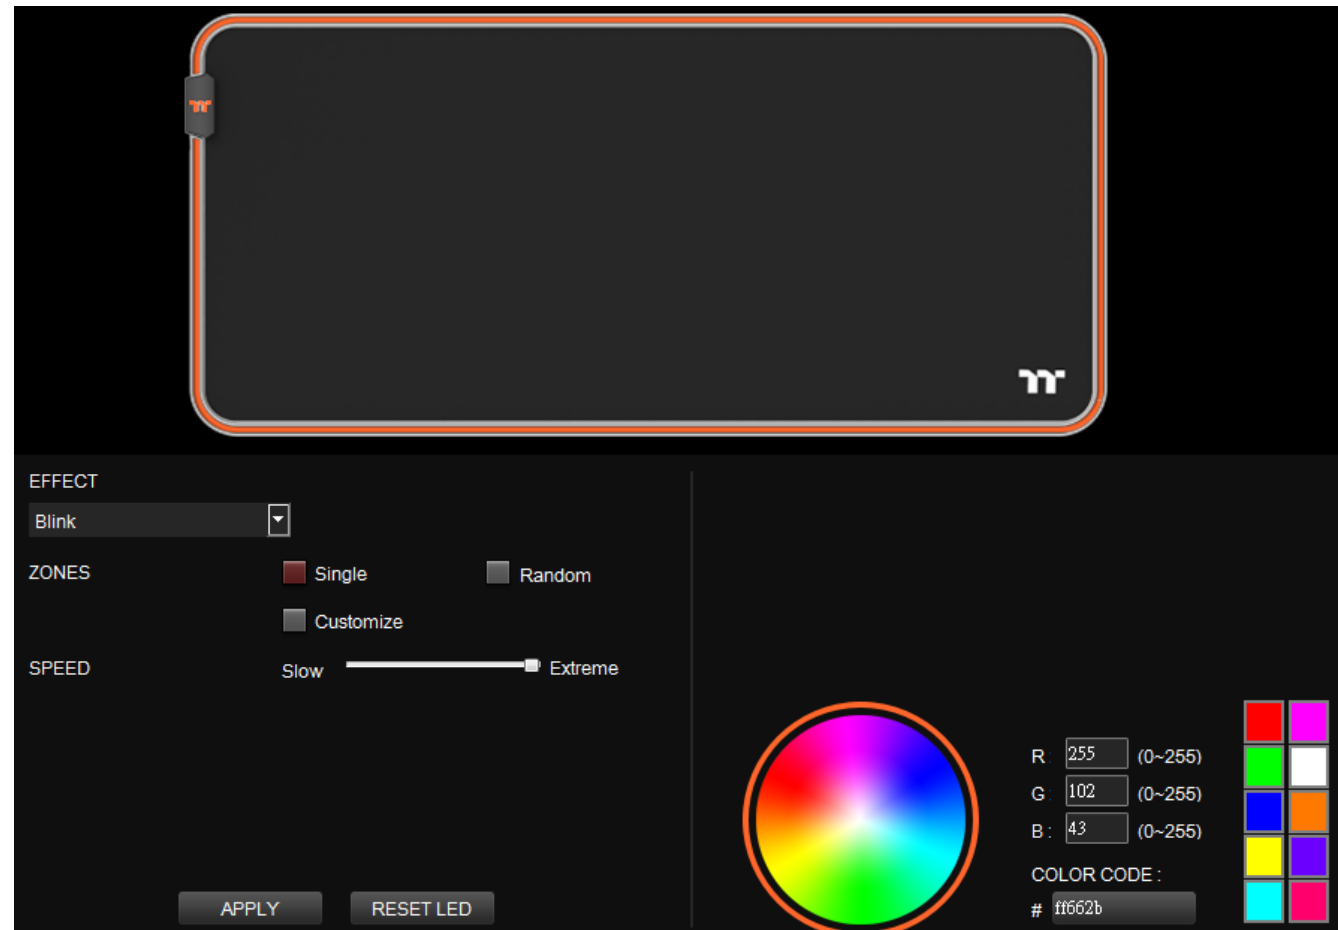 EFFECT
Blink
ZONES Single Random
Customize
SPEED Slow Extreme
R: 255 (0~255)
G: 102 (0~255)
B: 43 (0~255)
COLOR CODE :
# ff662b
APPLY RESET LED